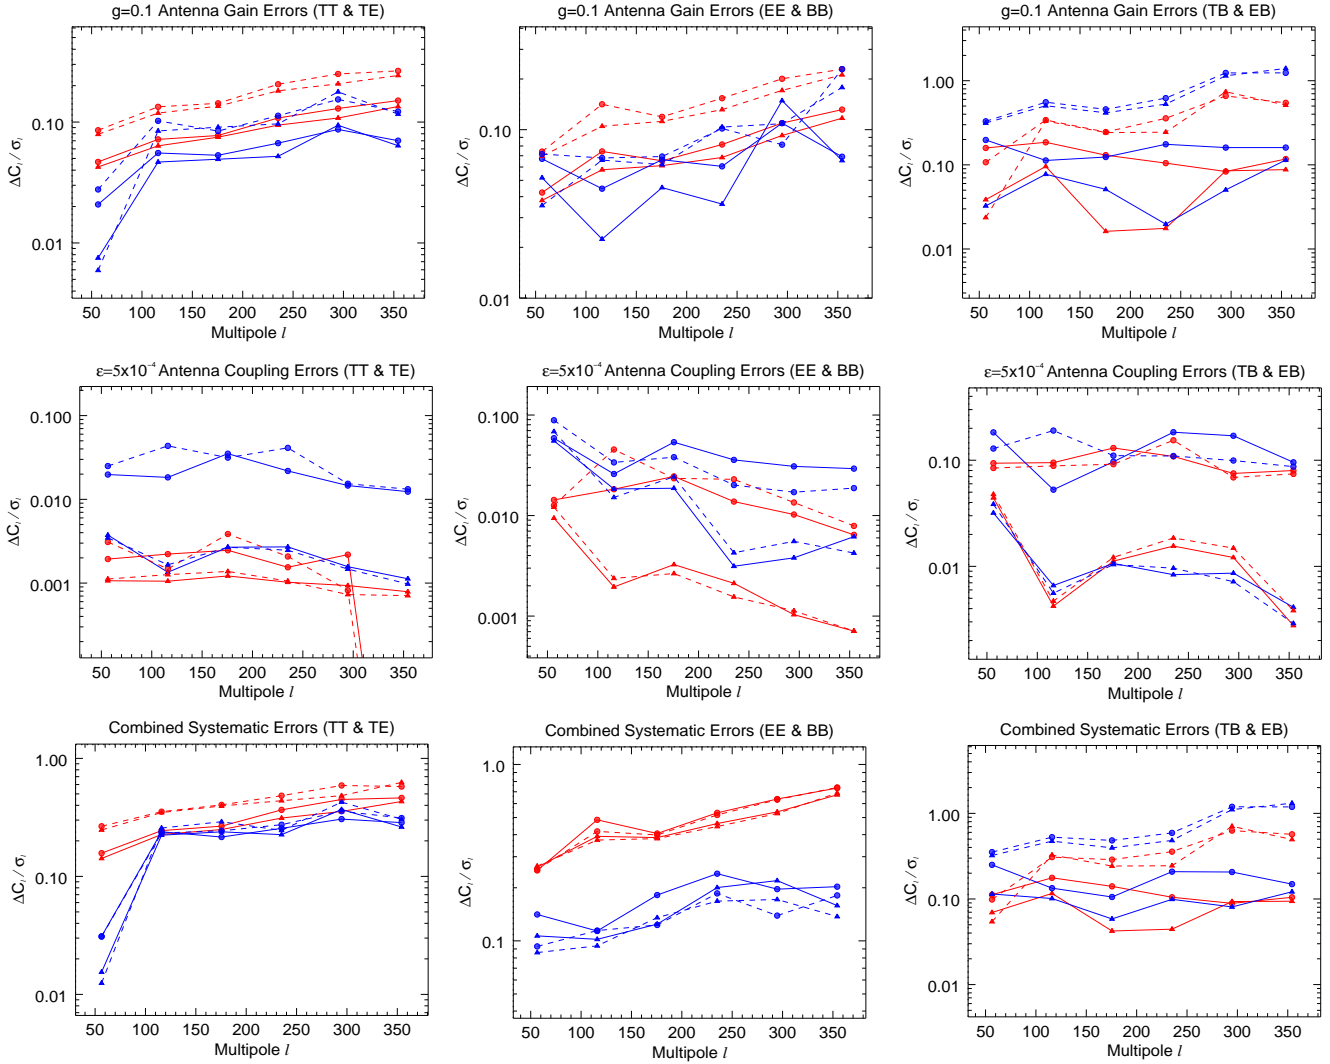 g=0.1 Antenna Gain Errors (TT & TE)
ΔC_l / σ_l
0.10
0.01
50 100 150 200 250 300 350
Multipole l
g=0.1 Antenna Gain Errors (EE & BB)
ΔC_l / σ_l
0.10
0.01
50 100 150 200 250 300 350
Multipole l
g=0.1 Antenna Gain Errors (TB & EB)
ΔC_l / σ_l
1.00
0.10
0.01
50 100 150 200 250 300 350
Multipole l
ε=5x10⁻⁴ Antenna Coupling Errors (TT & TE)
ΔC_l / σ_l
0.100
0.010
0.001
50 100 150 200 250 300 350
Multipole l
ε=5x10⁻⁴ Antenna Coupling Errors (EE & BB)
ΔC_l / σ_l
0.100
0.010
0.001
50 100 150 200 250 300 350
Multipole l
ε=5x10⁻⁴ Antenna Coupling Errors (TB & EB)
ΔC_l / σ_l
0.10
0.01
50 100 150 200 250 300 350
Multipole l
Combined Systematic Errors (TT & TE)
ΔC_l / σ_l
1.00
0.10
0.01
50 100 150 200 250 300 350
Multipole l
Combined Systematic Errors (EE & BB)
ΔC_l / σ_l
1.0
0.1
50 100 150 200 250 300 350
Multipole l
Combined Systematic Errors (TB & EB)
ΔC_l / σ_l
1.00
0.10
0.01
50 100 150 200 250 300 350
Multipole l